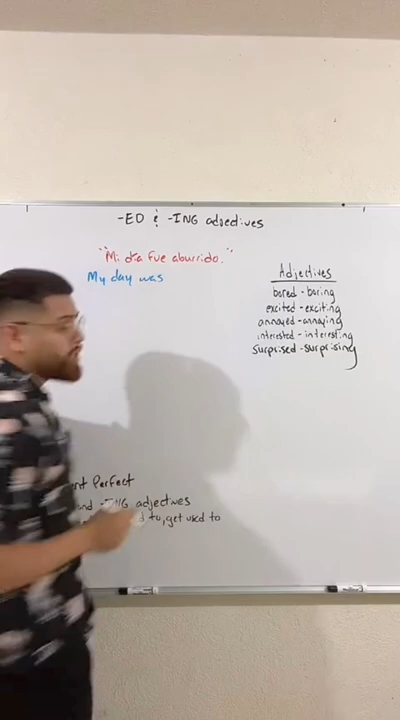 -ED & -ING adjectives
"Mi día fue aburrido."
My day was
Adjectives
bored - boring
excited - exciting
annoyed - annoying
interested - interesting
surprised - surprising
Perfect
-ING adjectives
to, get used to